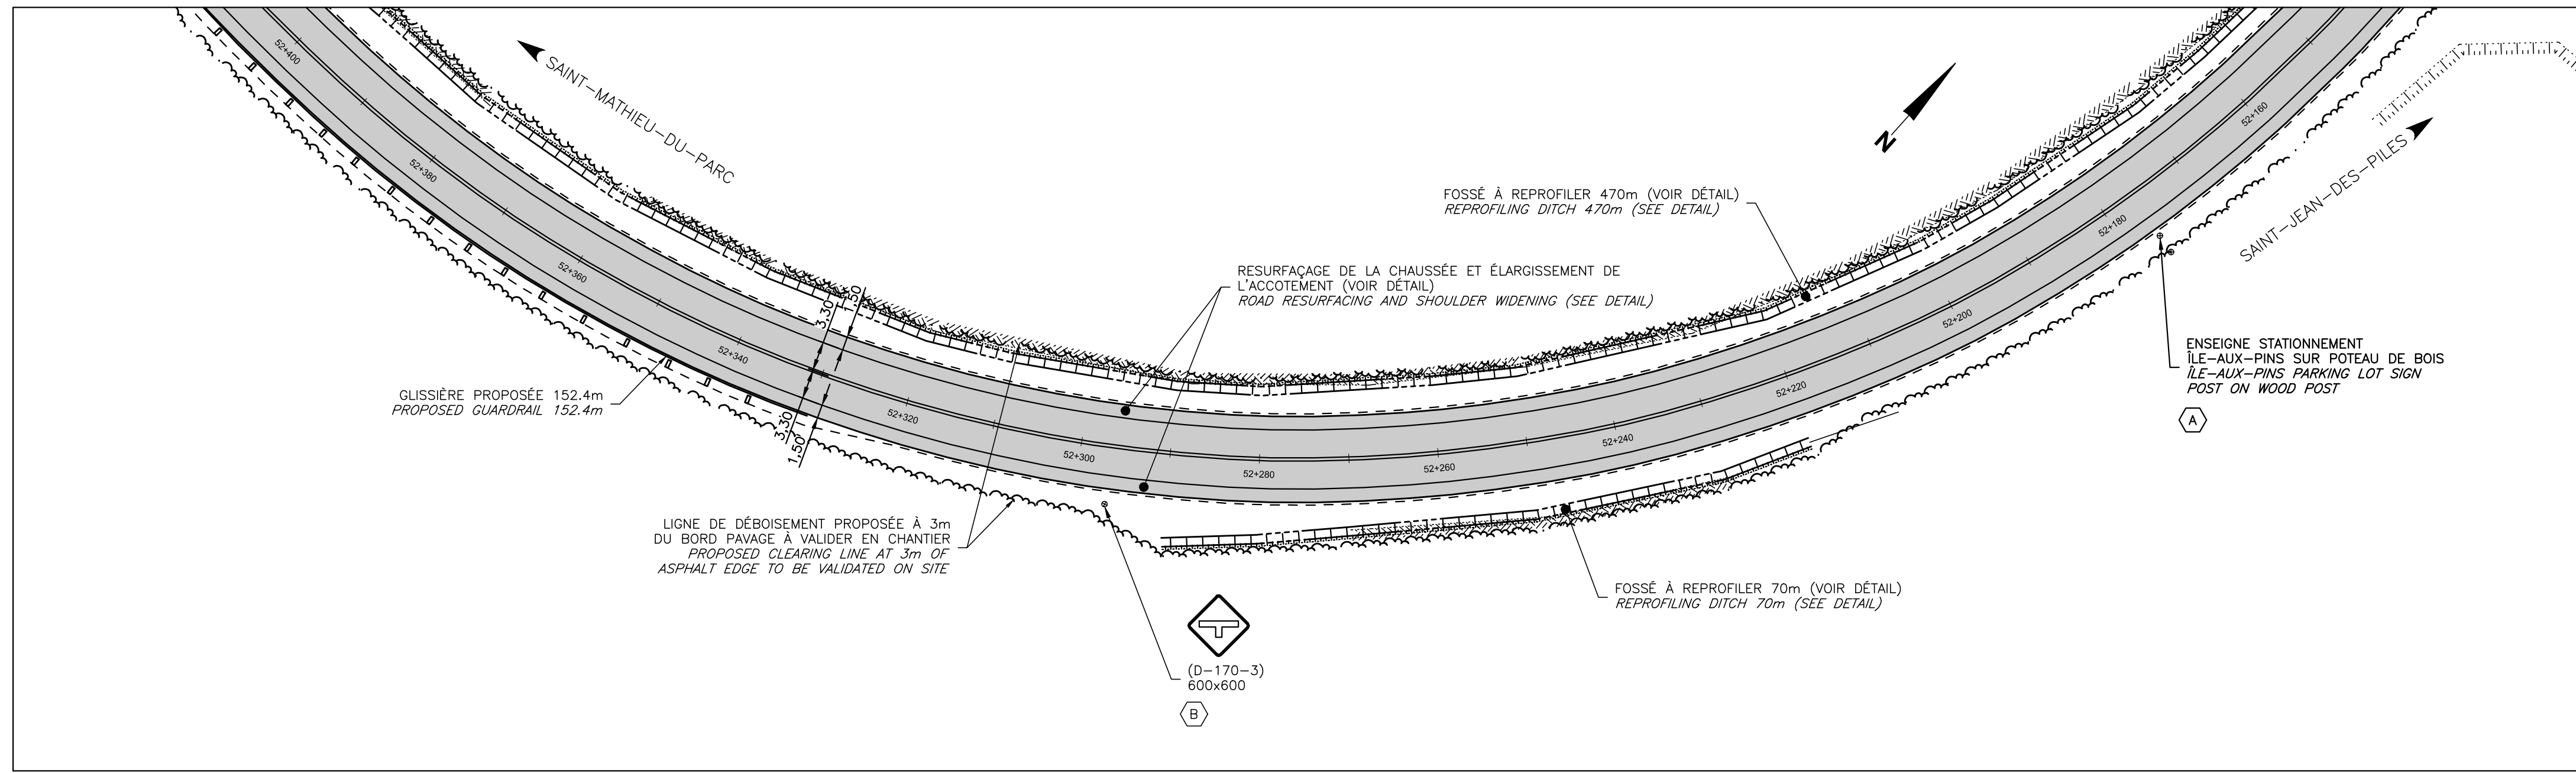 52+400
SAINT-MATHIEU-DU-PARC
N
52+160
SAINT-JEAN-DES-PILES
52+380
FOSSÉ À REPROFILER 470m (VOIR DÉTAIL)
REPROFILING DITCH 470m (SEE DETAIL)
52+180
52+360
RESURFAÇAGE DE LA CHAUSSÉE ET ÉLARGISSEMENT DE
L'ACCOTEMENT (VOIR DÉTAIL)
ROAD RESURFACING AND SHOULDER WIDENING (SEE DETAIL)
3,30
1,50
52+200
52+340
ENSEIGNE STATIONNEMENT
ÎLE-AUX-PINS SUR POTEAU DE BOIS
ÎLE-AUX-PINS PARKING LOT SIGN
POST ON WOOD POST
A
GLISSIÈRE PROPOSÉE 152.4m
PROPOSED GUARDRAIL 152.4m
52+220
52+320
3,30
1,50
52+240
52+300
52+280
52+260
LIGNE DE DÉBOISEMENT PROPOSÉE À 3m
DU BORD PAVAGE À VALIDER EN CHANTIER
PROPOSED CLEARING LINE AT 3m OF
ASPHALT EDGE TO BE VALIDATED ON SITE
FOSSÉ À REPROFILER 70m (VOIR DÉTAIL)
REPROFILING DITCH 70m (SEE DETAIL)
(D-170-3)
600x600
B